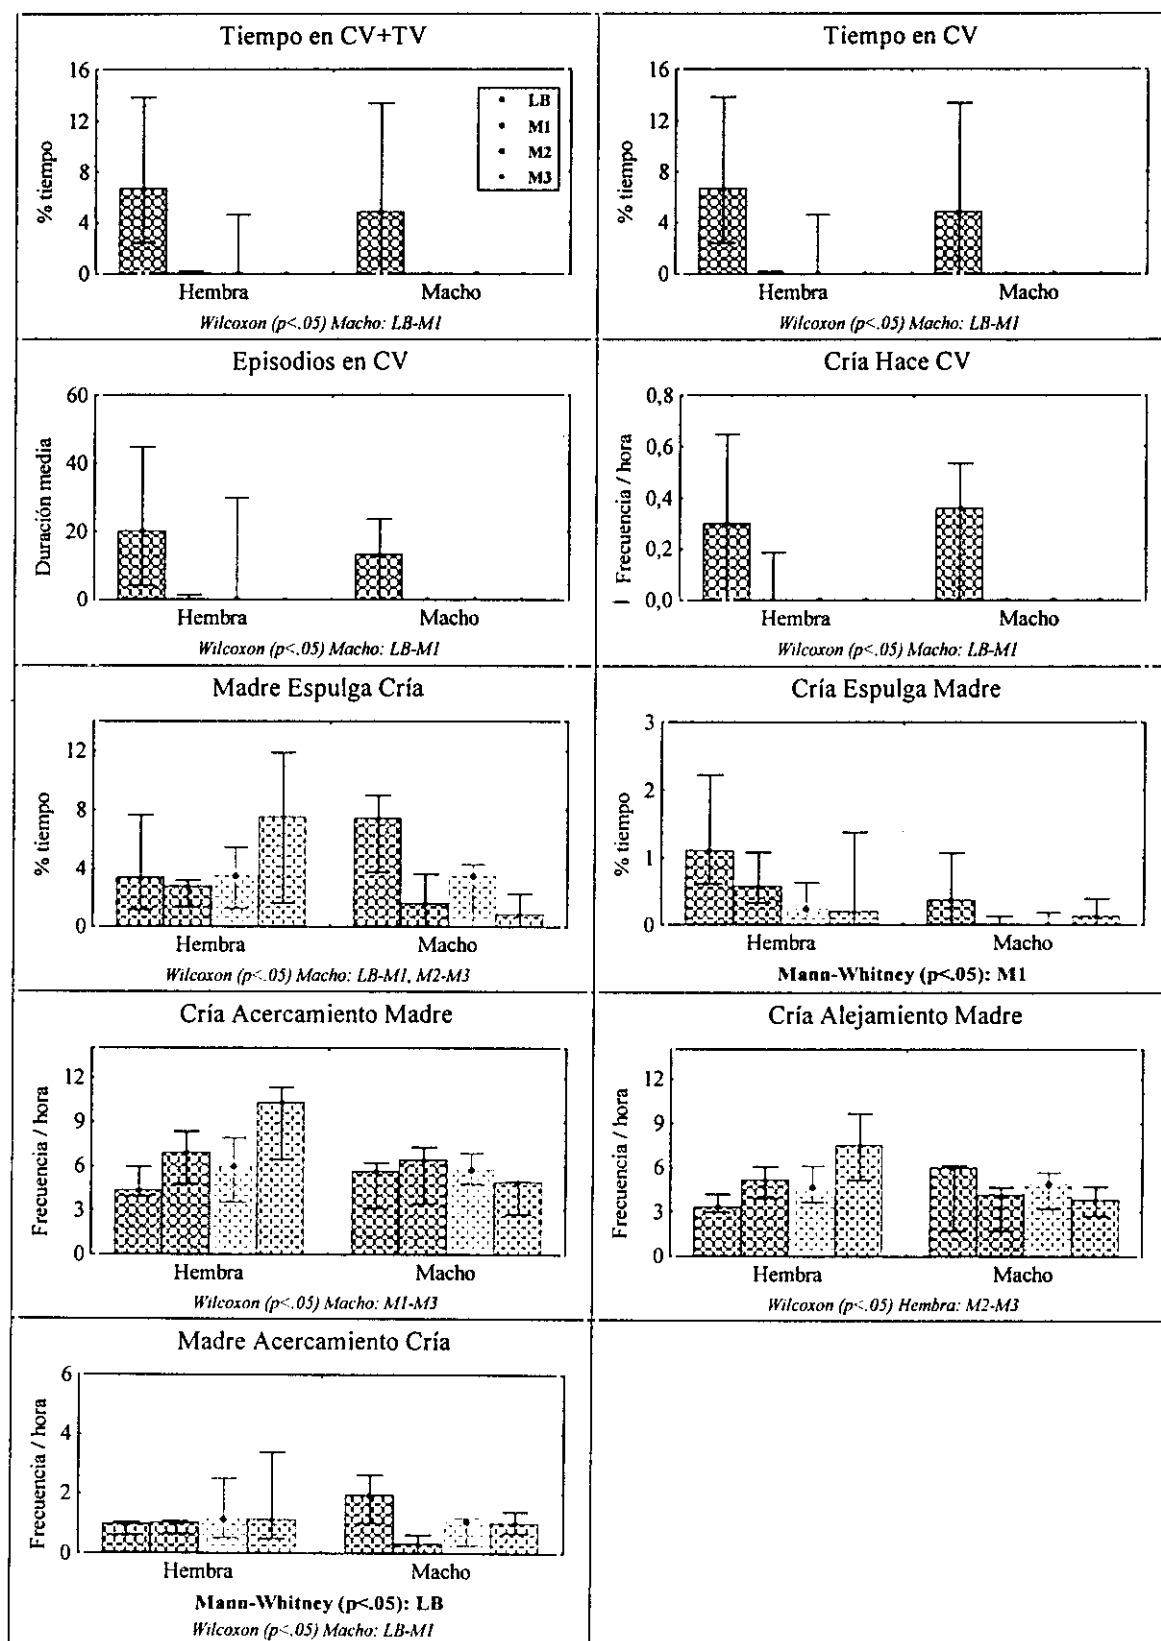 Tiempo en CV+TV
16
12
8
4
0
% tiempo
LB
M1
M2
M3
Hembra Macho
Wilcoxon (p<.05) Macho: LB-M1
Tiempo en CV
16
12
8
4
0
% tiempo
Hembra Macho
Wilcoxon (p<.05) Macho: LB-M1
Episodios en CV
60
40
20
0
Duración media
Hembra Macho
Wilcoxon (p<.05) Macho: LB-M1
Cría Hace CV
0,8
0,6
0,4
0,2
0,0
Frecuencia / hora
Hembra Macho
Wilcoxon (p<.05) Macho: LB-M1
Madre Espulga Cría
12
8
4
0
% tiempo
Hembra Macho
Wilcoxon (p<.05) Macho: LB-M1, M2-M3
Cría Espulga Madre
3
2
1
0
% tiempo
Hembra Macho
Mann-Whitney (p<.05): M1
Cría Acercamiento Madre
12
9
6
3
0
Frecuencia / hora
Hembra Macho
Wilcoxon (p<.05) Macho: M1-M3
Cría Alejamiento Madre
12
9
6
3
0
Frecuencia / hora
Hembra Macho
Wilcoxon (p<.05) Hembra: M2-M3
Madre Acercamiento Cría
6
4
2
0
Frecuencia / hora
Hembra Macho
Mann-Whitney (p<.05): LB
Wilcoxon (p<.05) Macho: LB-M1